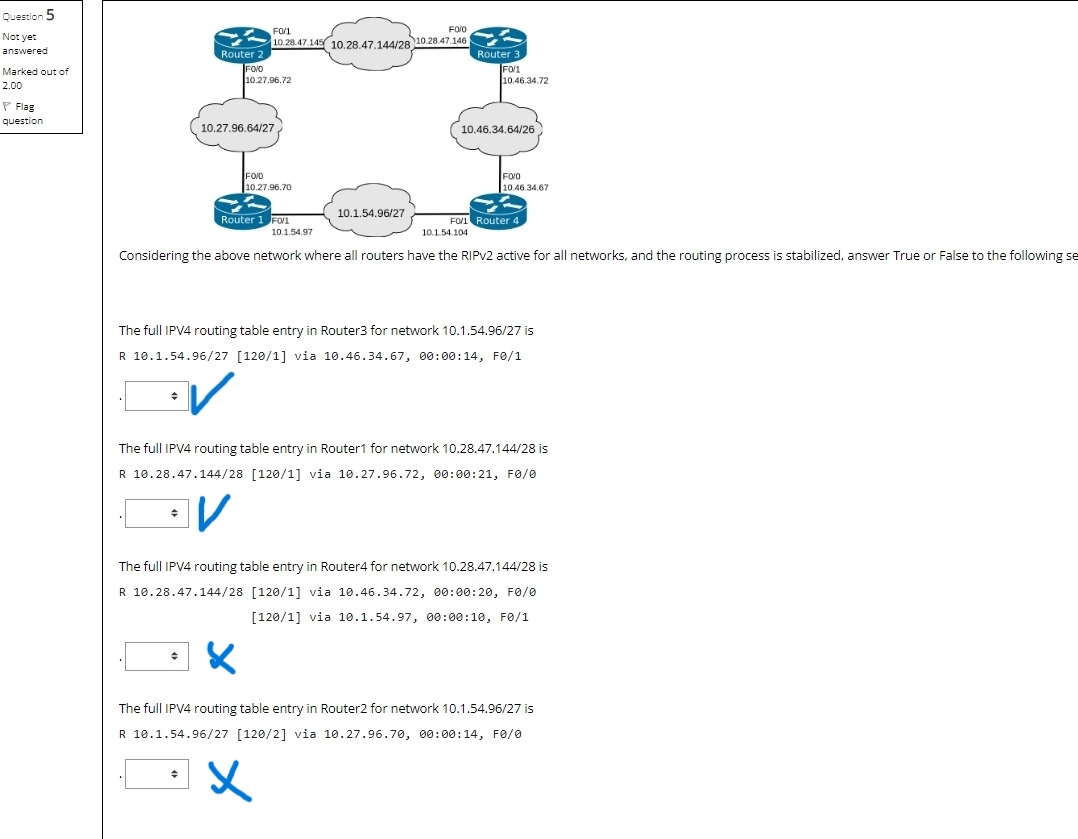 Question 5
Not yet
answered
Marked out of
2.00
Flag
question
F0/1
10.28.47.145
10.28.47.144/28
F0/0
10.28.47.146
Router 2
Router 3
F0/0
10.27.96.72
F0/1
10.46.34.72
10.27.96.64/27
10.46.34.64/26
F0/0
10.27.96.70
F0/0
10.46.34.67
Router 1
F0/1
10.1.54.97
10.1.54.96/27
F0/1
10.1.54.104
Router 4
Considering the above network where all routers have the RIPv2 active for all networks, and the routing process is stabilized, answer True or False to the following se
The full IPV4 routing table entry in Router3 for network 10.1.54.96/27 is
R 10.1.54.96/27 [120/1] via 10.46.34.67, 00:00:14, F0/1
The full IPV4 routing table entry in Router1 for network 10.28.47.144/28 is
R 10.28.47.144/28 [120/1] via 10.27.96.72, 00:00:21, F0/0
The full IPV4 routing table entry in Router4 for network 10.28.47.144/28 is
R 10.28.47.144/28 [120/1] via 10.46.34.72, 00:00:20, F0/0
[120/1] via 10.1.54.97, 00:00:10, F0/1
The full IPV4 routing table entry in Router2 for network 10.1.54.96/27 is
R 10.1.54.96/27 [120/2] via 10.27.96.70, 00:00:14, F0/0